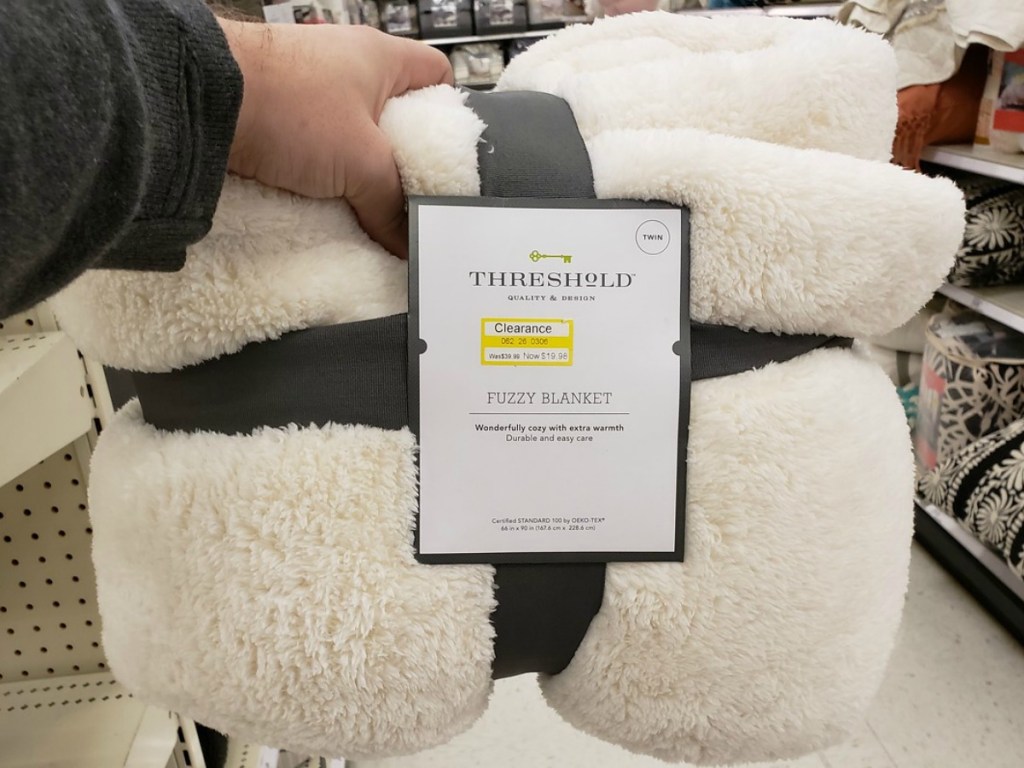 TWIN
THRESHOLD™
QUALITY & DESIGN
Clearance
062 26 0306
Was$39.99 Now $19.98
FUZZY BLANKET
Wonderfully cozy with extra warmth
Durable and easy care
Certified STANDARD 100 by OEKO-TEX®
66 in x 90 in (167.6 cm x 228.6 cm)